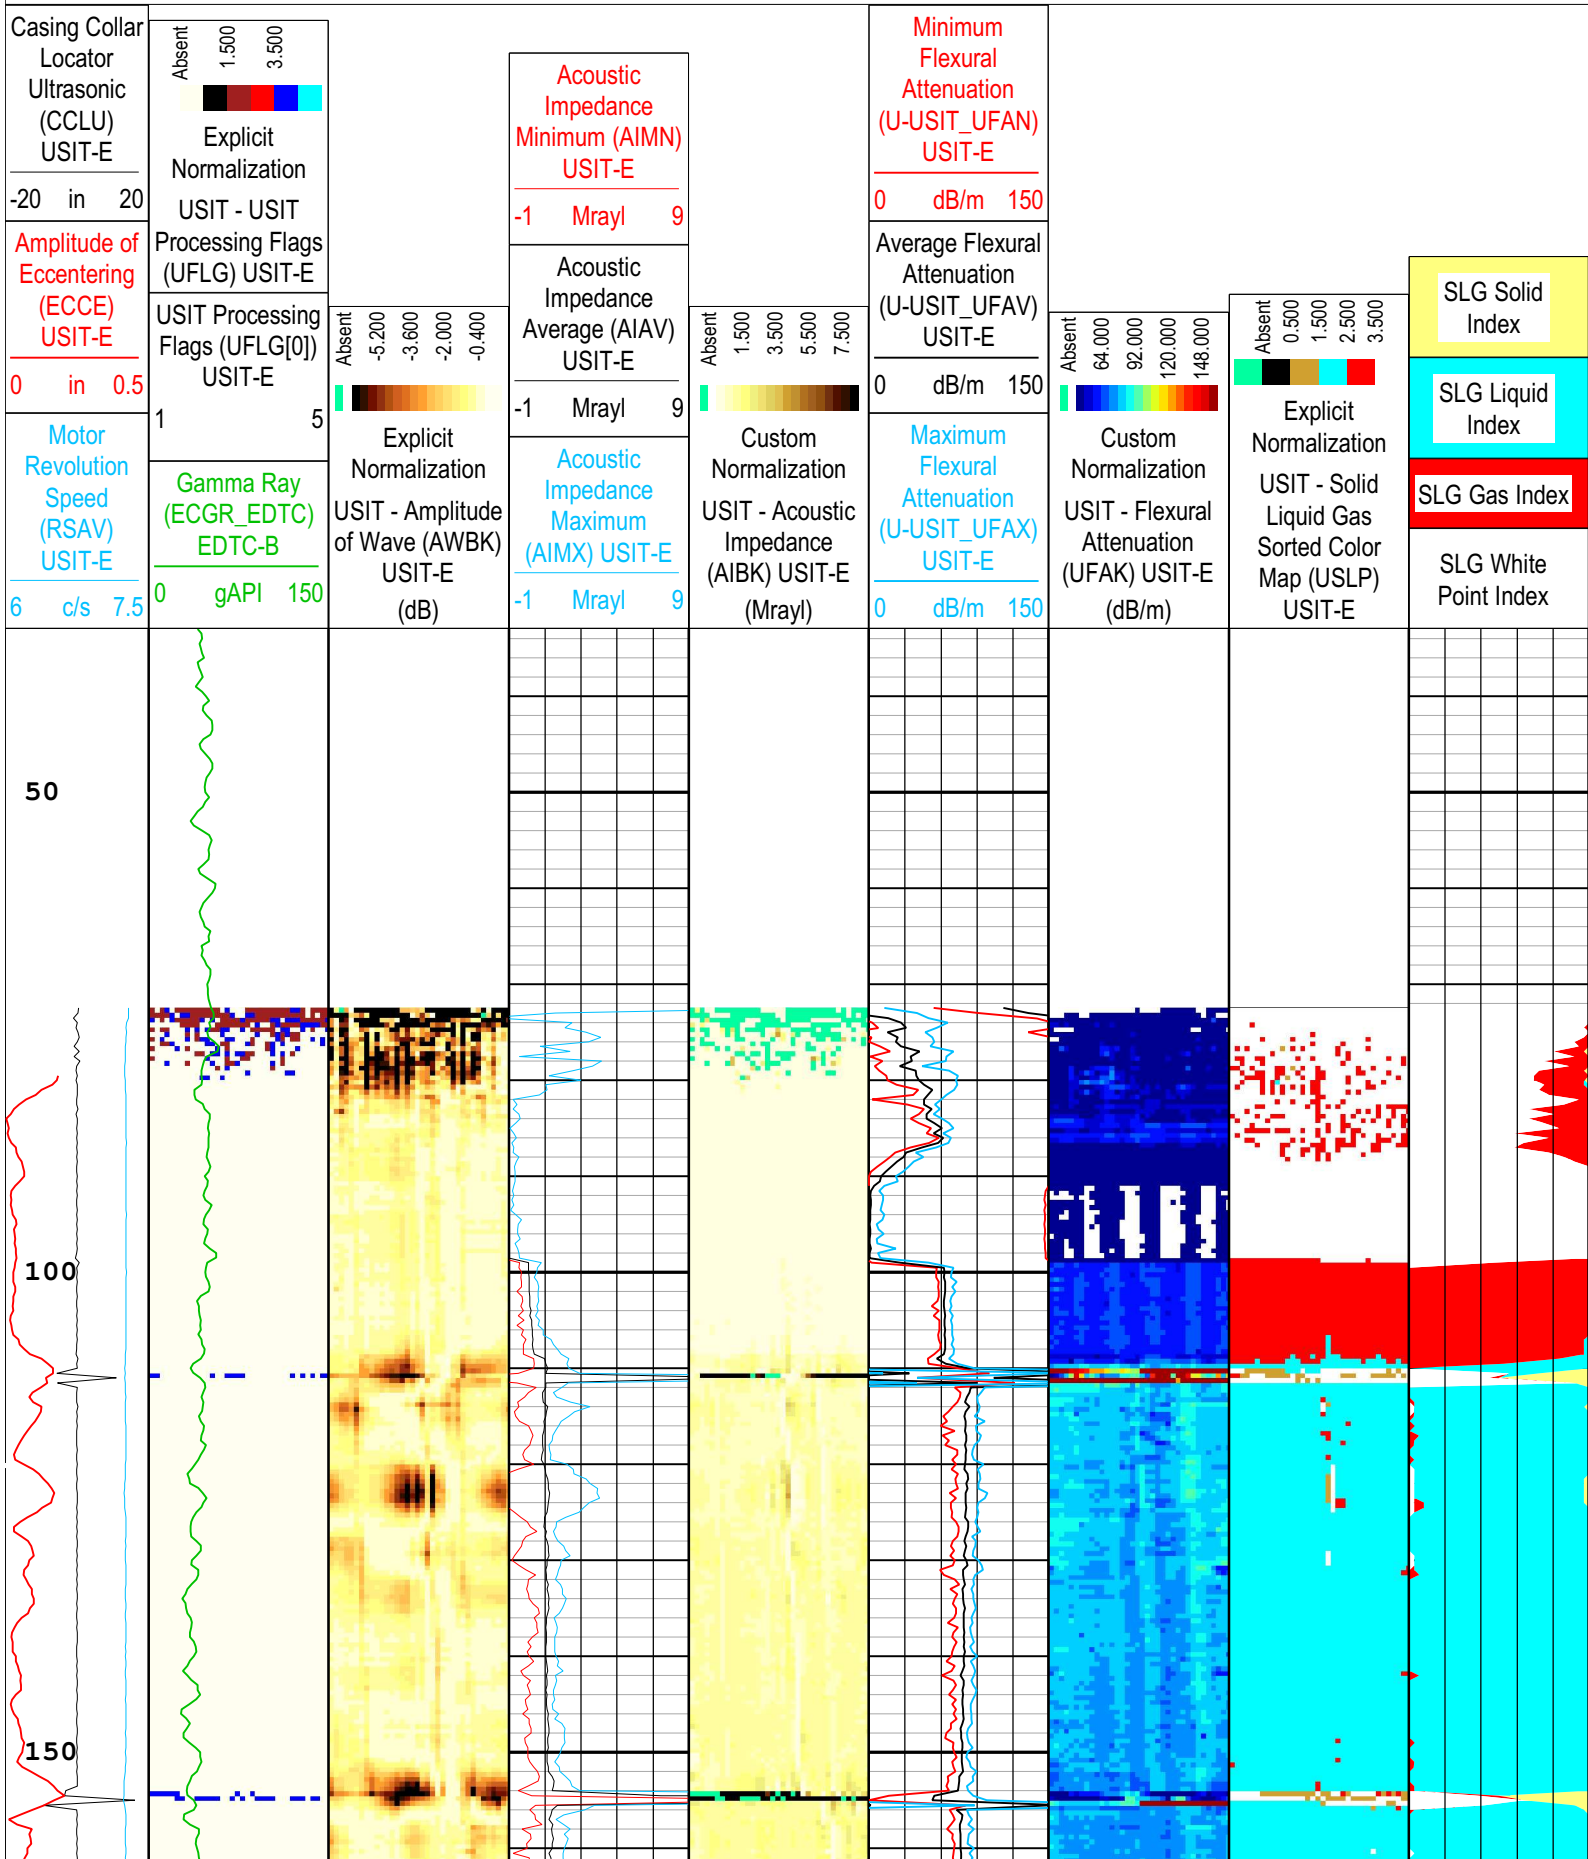 Casing Collar
Locator
Ultrasonic
(CCLU)
USIT-E
-20 in 20
Amplitude of
Eccentering
(ECCE)
USIT-E
0 in 0.5
Motor
Revolution
Speed
(RSAV)
USIT-E
6 c/s 7.5
Absent
1.500
3.500
Explicit
Normalization
USIT - USIT
Processing Flags
(UFLG) USIT-E
USIT Processing
Flags (UFLG[0])
USIT-E
1 5
Gamma Ray
(ECGR_EDTC)
EDTC-B
0 gAPI 150
Absent
-5.200
-3.600
-2.000
-0.400
Explicit
Normalization
USIT - Amplitude
of Wave (AWBK)
USIT-E
(dB)
Acoustic
Impedance
Minimum (AIMN)
USIT-E
-1 Mrayl 9
Acoustic
Impedance
Average (AIAV)
USIT-E
-1 Mrayl 9
Acoustic
Impedance
Maximum
(AIMX) USIT-E
-1 Mrayl 9
Absent
1.500
3.500
5.500
7.500
Custom
Normalization
USIT - Acoustic
Impedance
(AIBK) USIT-E
(Mrayl)
Minimum
Flexural
Attenuation
(U-USIT_UFAN)
USIT-E
0 dB/m 150
Average Flexural
Attenuation
(U-USIT_UFAV)
USIT-E
0 dB/m 150
Maximum
Flexural
Attenuation
(U-USIT_UFAX)
USIT-E
0 dB/m 150
Absent
64.000
92.000
120.000
148.000
Custom
Normalization
USIT - Flexural
Attenuation
(UFAK) USIT-E
(dB/m)
Absent
0.500
1.500
2.500
3.500
Explicit
Normalization
USIT - Solid
Liquid Gas
Sorted Color
Map (USLP)
USIT-E
SLG Solid
Index
SLG Liquid
Index
SLG Gas Index
SLG White
Point Index
50
100
150